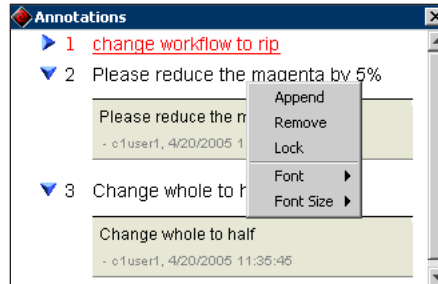 Annotations
1 change workflow to rip
2 Please reduce the magenta by 5%
Please reduce the m
- c1user1, 4/20/2005 1
3 Change whole to h
Change whole to half
- c1user1, 4/20/2005 11:35:45
Append
Remove
Lock
Font
Font Size